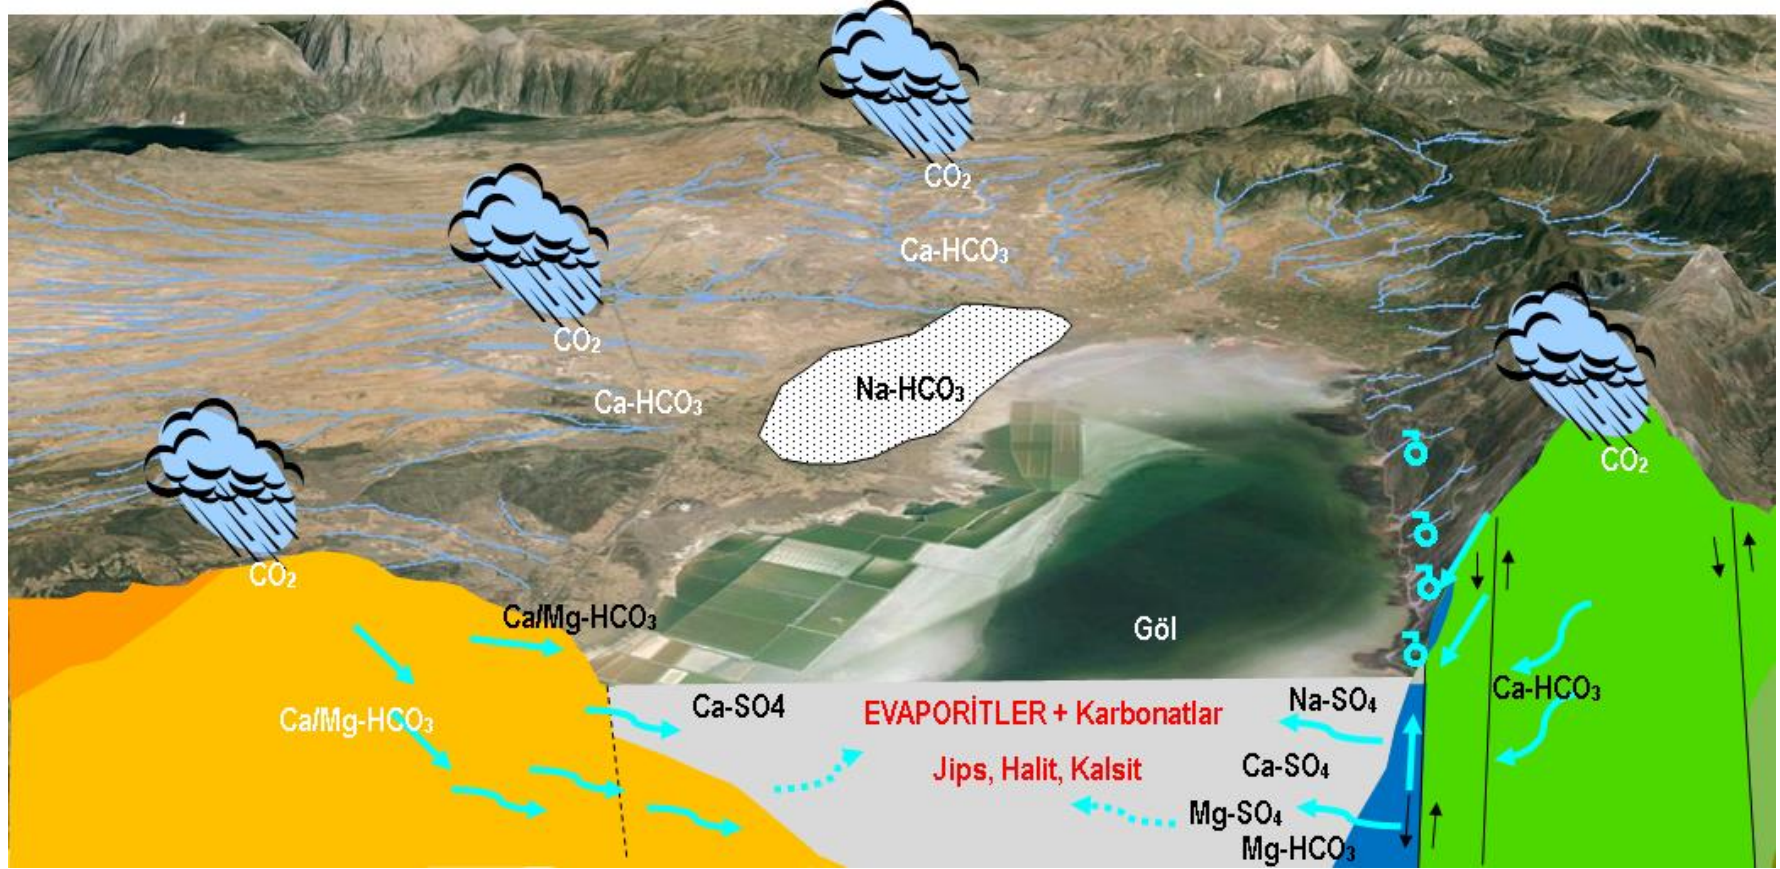 CO₂
Ca-HCO₃
CO₂
Na-HCO₃
Ca-HCO₃
CO₂
CO₂
Ca/Mg-HCO₃
Göl
Ca-HCO₃
Ca/Mg-HCO₃
Ca-SO4
EVAPORİTLER + Karbonatlar
Na-SO₄
Jips, Halit, Kalsit
Ca-SO₄
Mg-SO₄
Mg-HCO₃